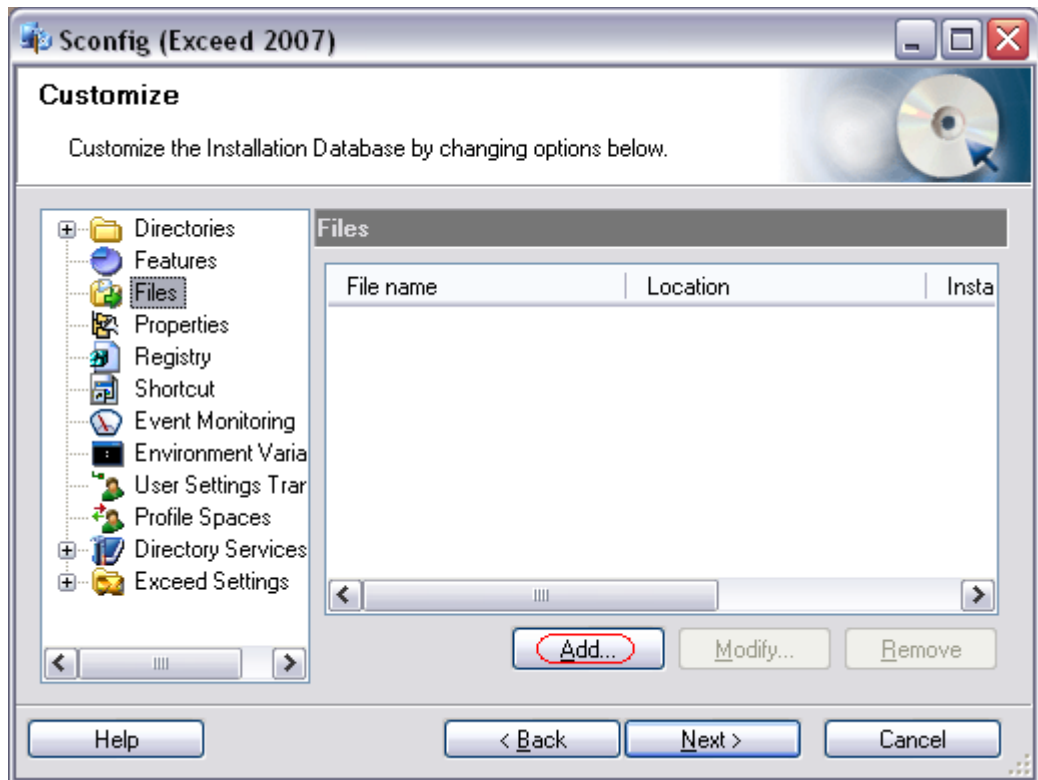 Sconfig (Exceed 2007)
Customize
Customize the Installation Database by changing options below.
Directories
Features
Files
Properties
Registry
Shortcut
Event Monitoring
Environment Varia
User Settings Tran
Profile Spaces
Directory Services
Exceed Settings
Files
File name Location Insta
Add... Modify... Remove
Help < Back Next > Cancel